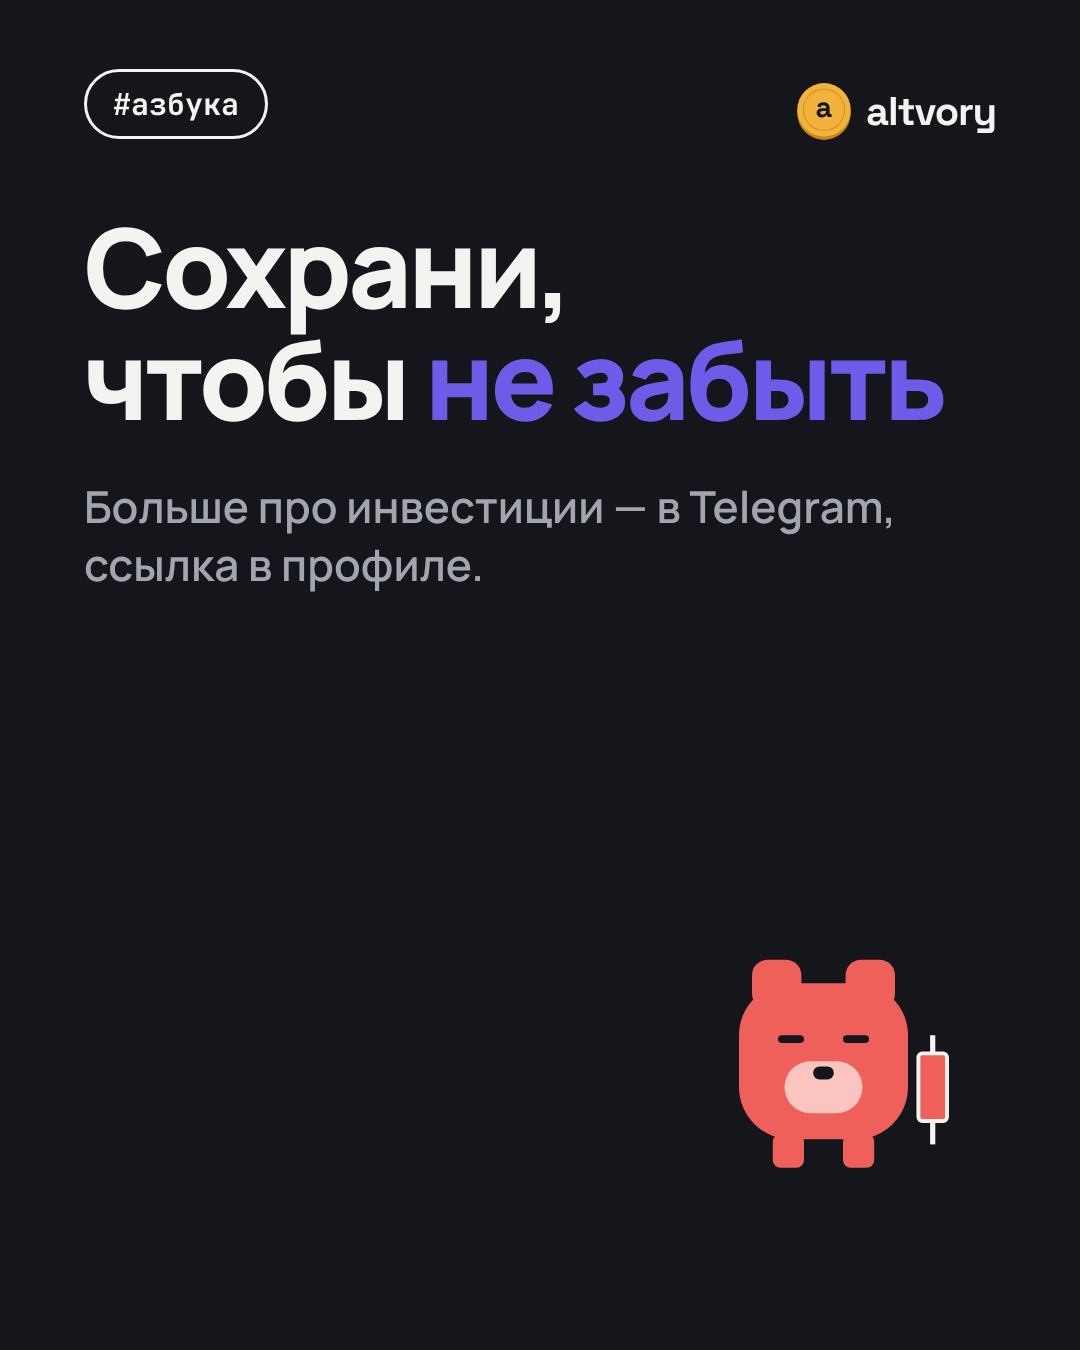 #азбука
a altvory
Сохрани,
чтобы не забыть
Больше про инвестиции — в Telegram,
ссылка в профиле.